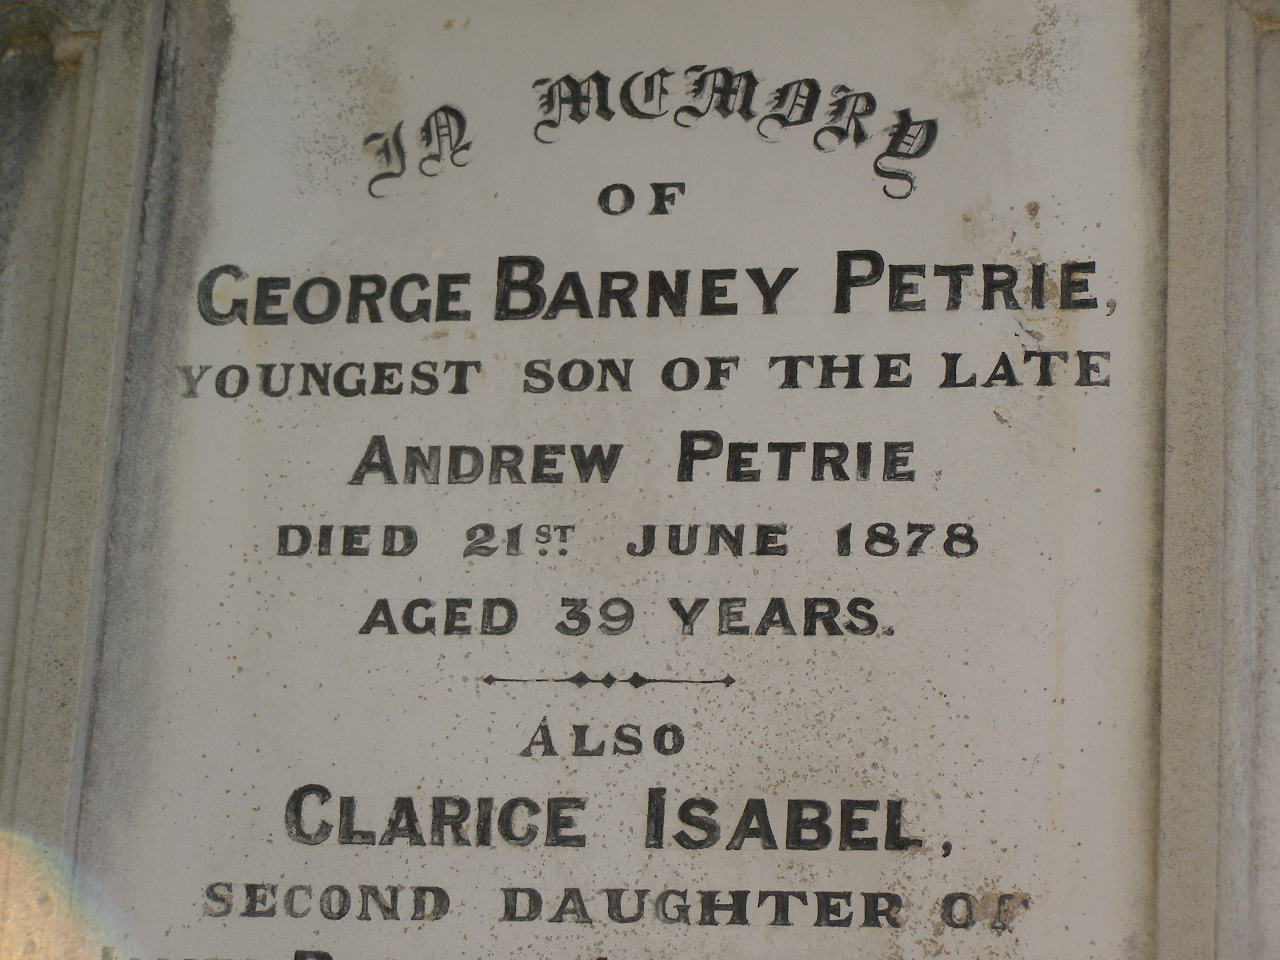 IN MEMORY
OF
GEORGE BARNEY PETRIE,
YOUNGEST SON OF THE LATE
ANDREW PETRIE
DIED 21ST JUNE 1878
AGED 39 YEARS.
ALSO
CLARICE ISABEL,
SECOND DAUGHTER OF